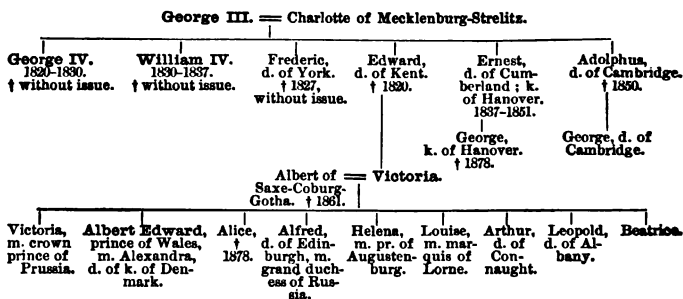 George III. = Charlotte of Mecklenburg-Strelitz.
George IV.
1820-1830.
† without issue.
William IV.
1830-1837.
† without issue.
Frederic,
d. of York.
† 1827,
without issue.
Edward,
d. of Kent.
† 1820.
Ernest,
d. of Cum-
berland ; k.
of Hanover.
1837-1851.
Adolphus,
d. of Cambridge.
† 1850.
George,
k. of Hanover.
† 1878.
George, d. of
Cambridge.
Albert of = Victoria.
Saxe-Coburg-
Gotha. † 1861.
Victoria,
m. crown
prince of
Prussia.
Albert Edward,
prince of Wales,
m. Alexandra,
d. of k. of Den-
mark.
Alice,
†
1878.
Alfred,
d. of Edin-
burgh, m.
grand duch-
ess of Rus-
sia.
Helena,
m. pr. of
Augusten-
burg.
Louise,
m. mar-
quis of
Lorne.
Arthur,
d. of
Con-
naught.
Leopold,
d. of Al-
bany.
Beatrice.